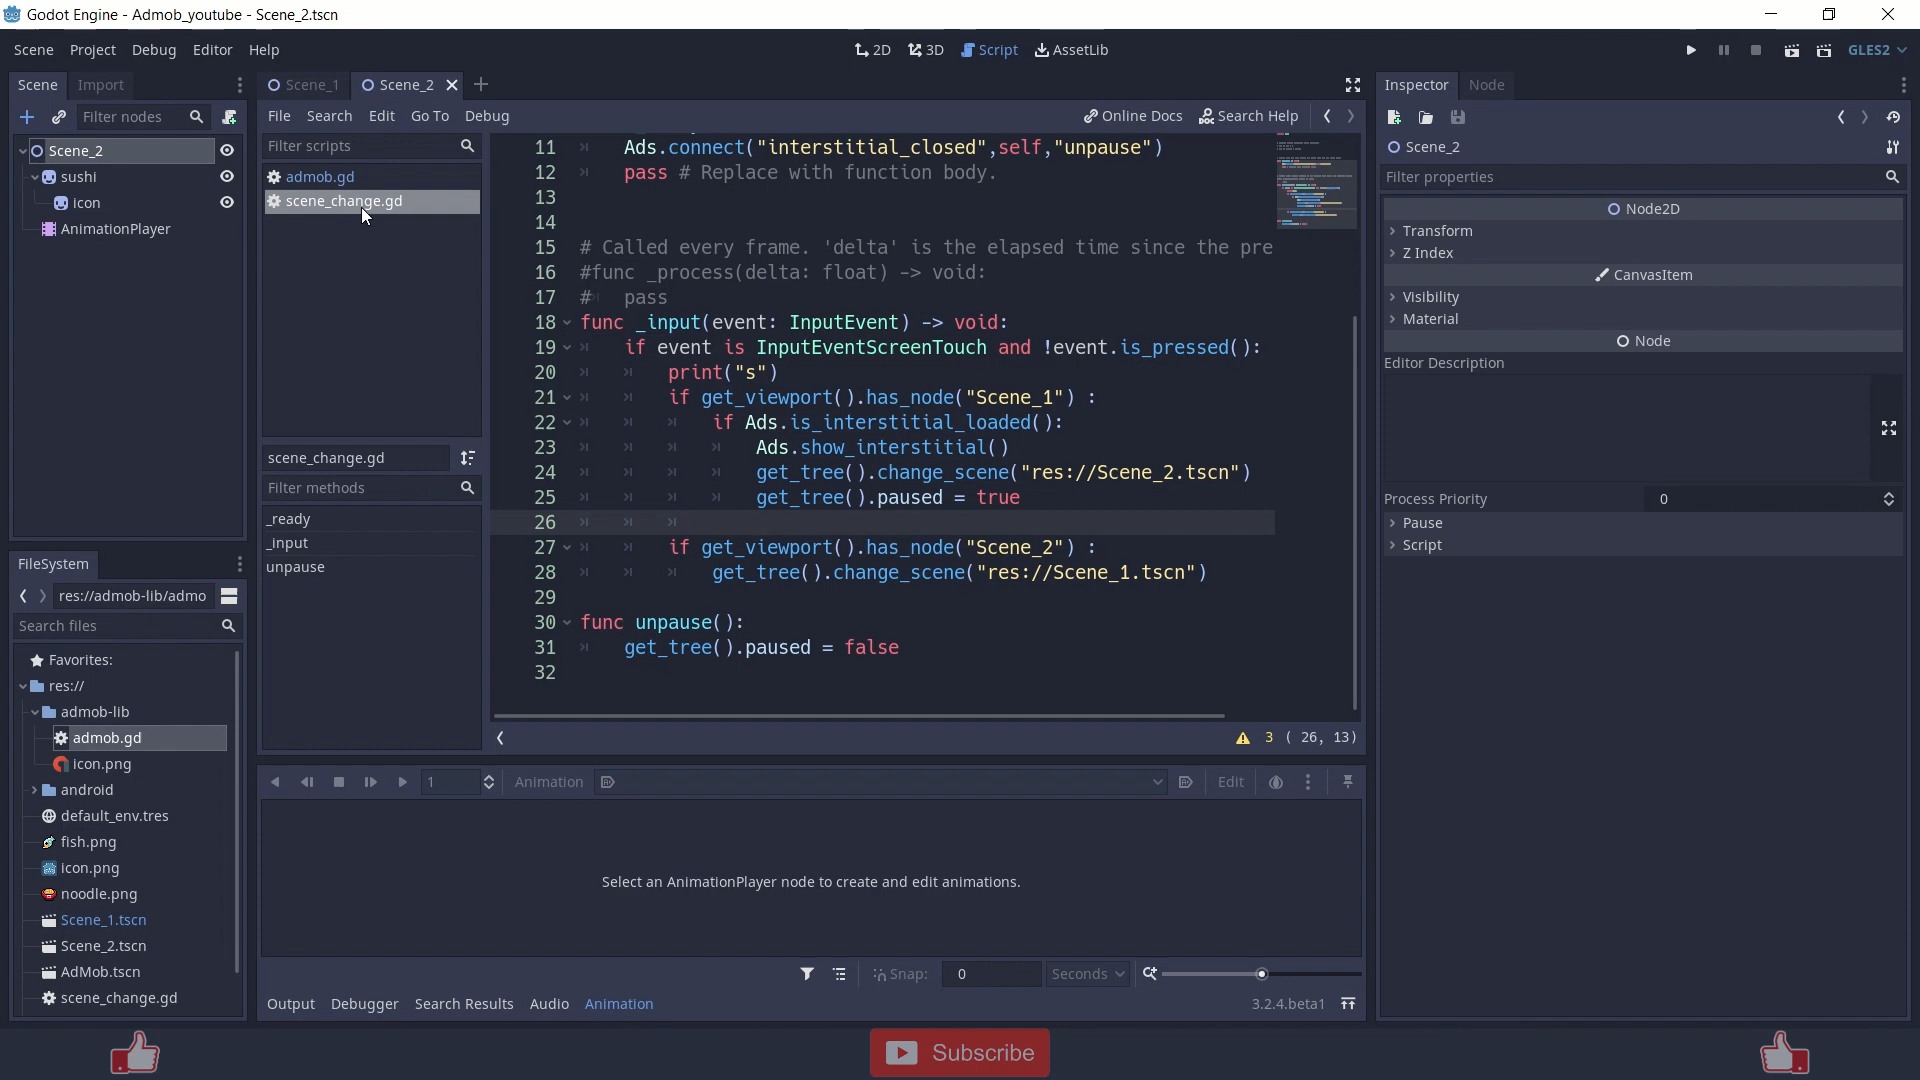 Godot Engine - Admob_youtube - Scene_2.tscn
Scene Project Debug Editor Help
2D 3D Script AssetLib
GLES2
Scene Import
Filter nodes
Scene_2
sushi
icon
AnimationPlayer
FileSystem
res://admob-lib/admo
Search files
Favorites:
res://
admob-lib
admob.gd
icon.png
android
default_env.tres
fish.png
icon.png
noodle.png
Scene_1.tscn
Scene_2.tscn
AdMob.tscn
scene_change.gd
Scene_1 Scene_2
File Search Edit Go To Debug
Online Docs Search Help
Filter scripts
admob.gd
scene_change.gd
scene_change.gd
Filter methods
_ready
_input
unpause
11 Ads.connect("interstitial_closed",self,"unpause")
12 pass # Replace with function body.
13
14
15 # Called every frame. 'delta' is the elapsed time since the pre
16 #func _process(delta: float) -> void:
17 # pass
18 func _input(event: InputEvent) -> void:
19 if event is InputEventScreenTouch and !event.is_pressed():
20 print("s")
21 if get_viewport().has_node("Scene_1") :
22 if Ads.is_interstitial_loaded():
23 Ads.show_interstitial()
24 get_tree().change_scene("res://Scene_2.tscn")
25 get_tree().paused = true
26
27 if get_viewport().has_node("Scene_2") :
28 get_tree().change_scene("res://Scene_1.tscn")
29
30 func unpause():
31 get_tree().paused = false
32
3 ( 26, 13)
1 Animation Edit
Select an AnimationPlayer node to create and edit animations.
Snap: 0 Seconds
Output Debugger Search Results Audio Animation
3.2.4.beta1
Inspector Node
Scene_2
Filter properties
Node2D
Transform
Z Index
CanvasItem
Visibility
Material
Node
Editor Description
Process Priority 0
Pause
Script
Subscribe